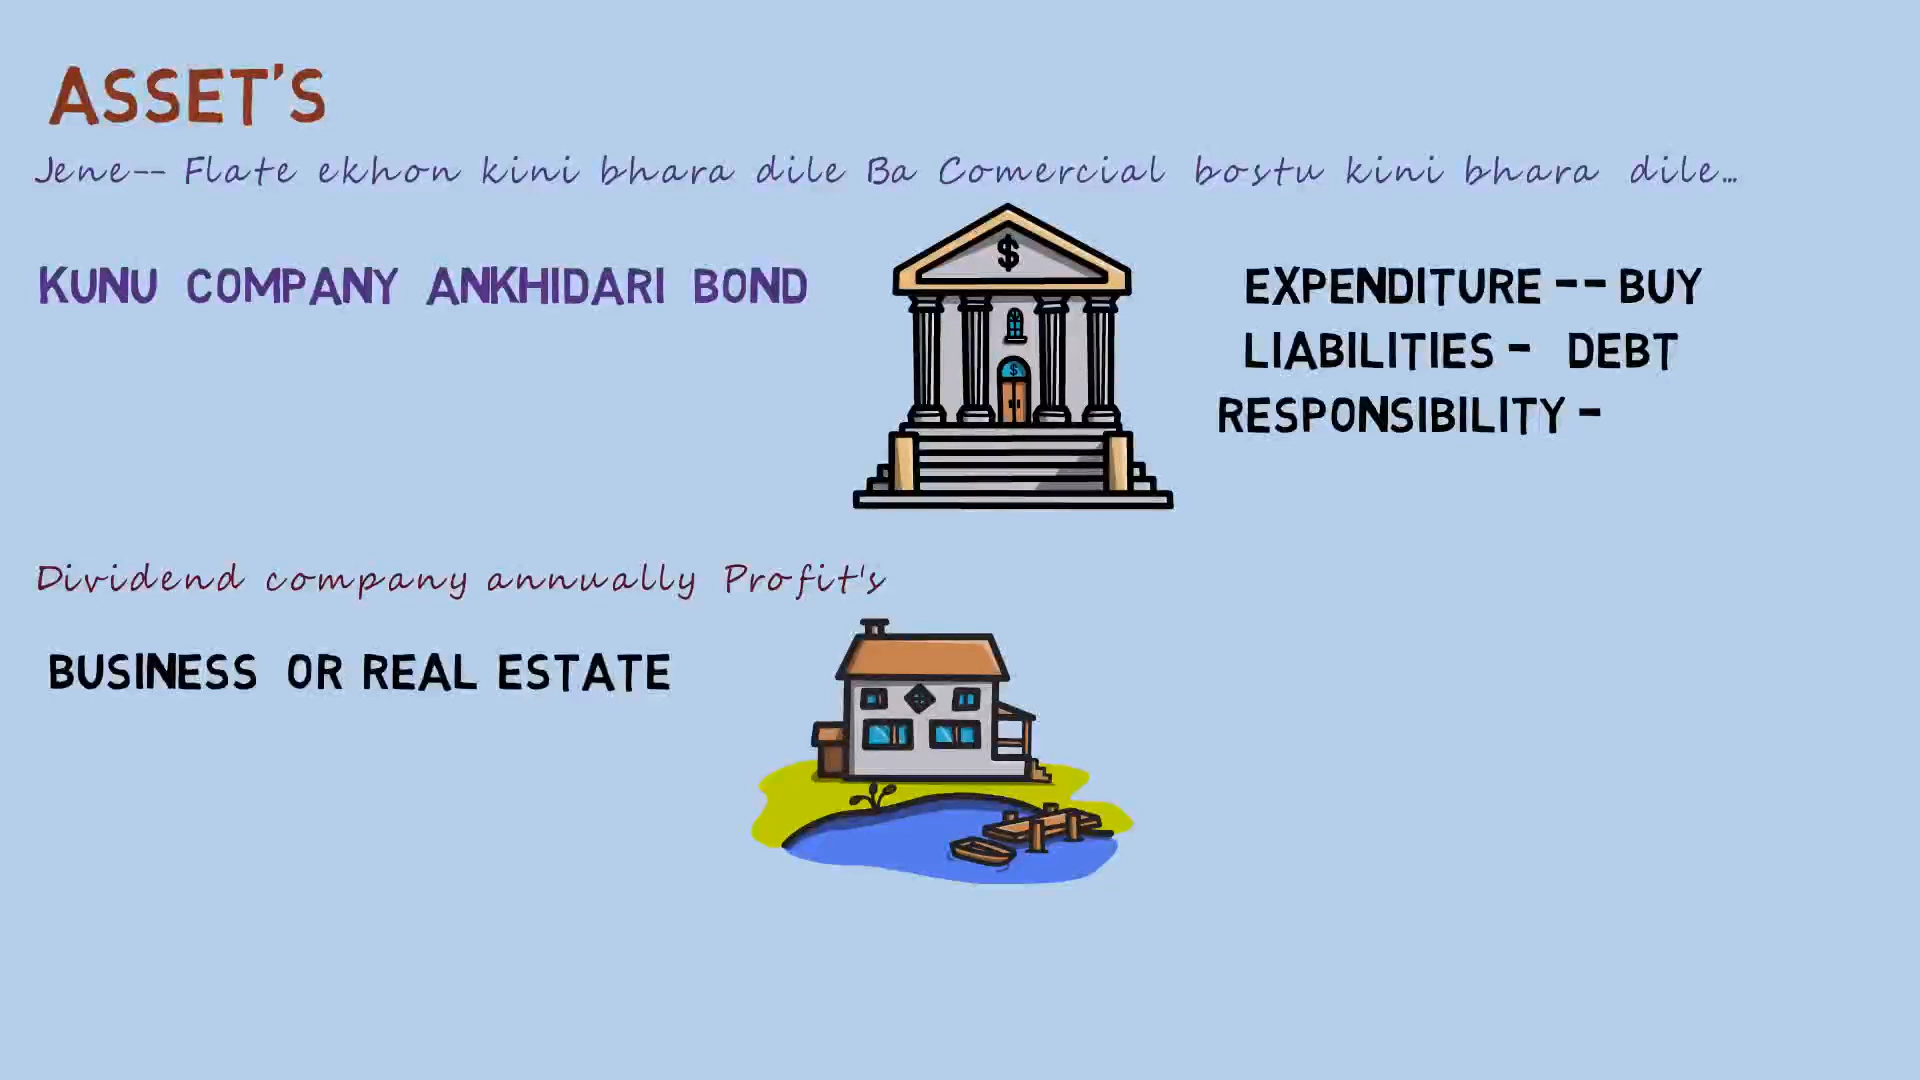 ASSET'S
Jene-- Flate ekhon kini bhara dile Ba Comercial bostu kini bhara dile...
KUNU COMPANY ANKHIDARI BOND
$
$
EXPENDITURE -- BUY
LIABILITIES - DEBT
RESPONSIBILITY -
Dividend company annually Profit's
BUSINESS OR REAL ESTATE